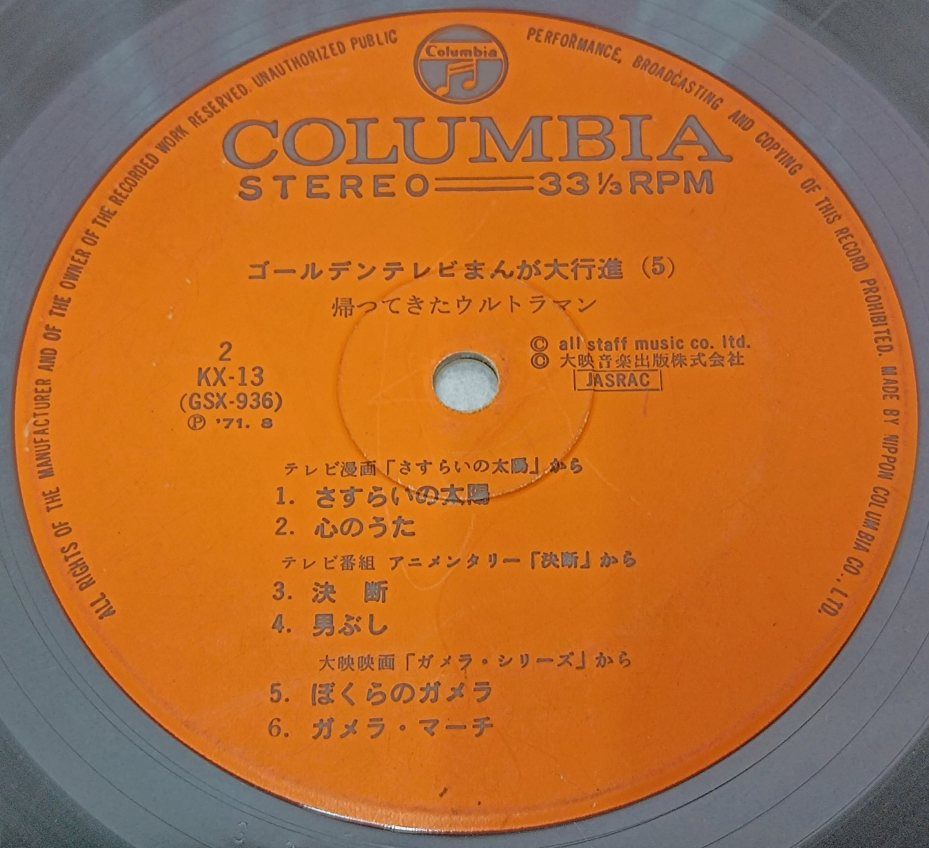 ALL RIGHTS OF THE MANUFACTURER AND OF THE OWNER OF THE RECORDED WORK RESERVED. UNAUTHORIZED PUBLIC PERFORMANCE, BROADCASTING AND COPYING OF THIS RECORD PROHIBITED. MADE BY NIPPON COLUMBIA CO., LTD.
Columbia
COLUMBIA
STEREO 33 1/3 RPM
ゴールデンテレビまんが大行進(5)
帰ってきたウルトラマン
2
KX-13
(GSX-936)
Ⓟ '71. 8
© all staff music co. ltd.
© 大映音楽出版株式会社
JASRAC
テレビ漫画「さすらいの太陽」から
1. さすらいの太陽
2. 心のうた
テレビ番組 アニメンタリー「決断」から
3. 決 断
4. 男ぶし
大映映画「ガメラ・シリーズ」から
5. ぼくらのガメラ
6. ガメラ・マーチ